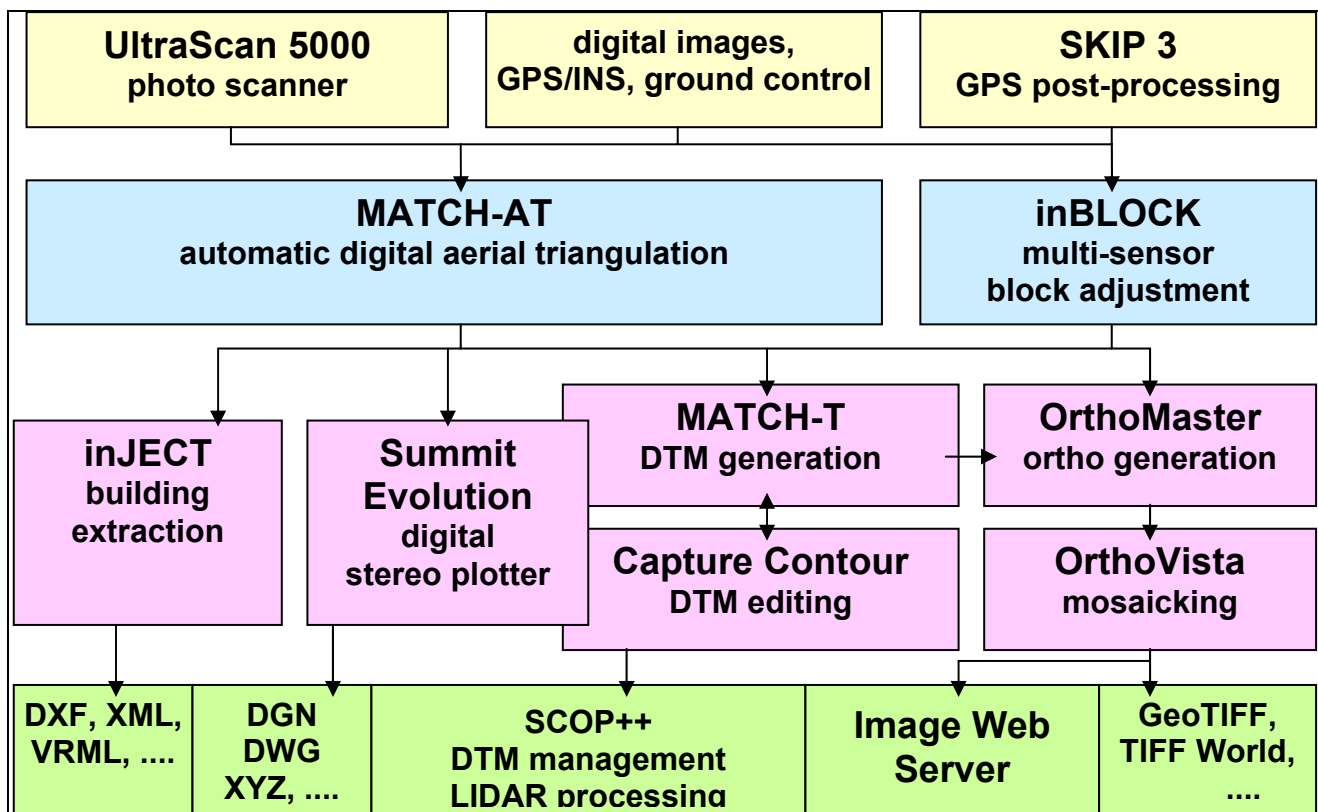 UltraScan 5000
photo scanner
digital images,
GPS/INS, ground control
SKIP 3
GPS post-processing
MATCH-AT
automatic digital aerial triangulation
inBLOCK
multi-sensor
block adjustment
inJECT
building
extraction
Summit
Evolution
digital
stereo plotter
MATCH-T
DTM generation
OrthoMaster
ortho generation
Capture Contour
DTM editing
OrthoVista
mosaicking
DXF, XML,
VRML, ....
DGN
DWG
XYZ, ....
SCOP++
DTM management
LIDAR processing
Image Web
Server
GeoTIFF,
TIFF World,
....